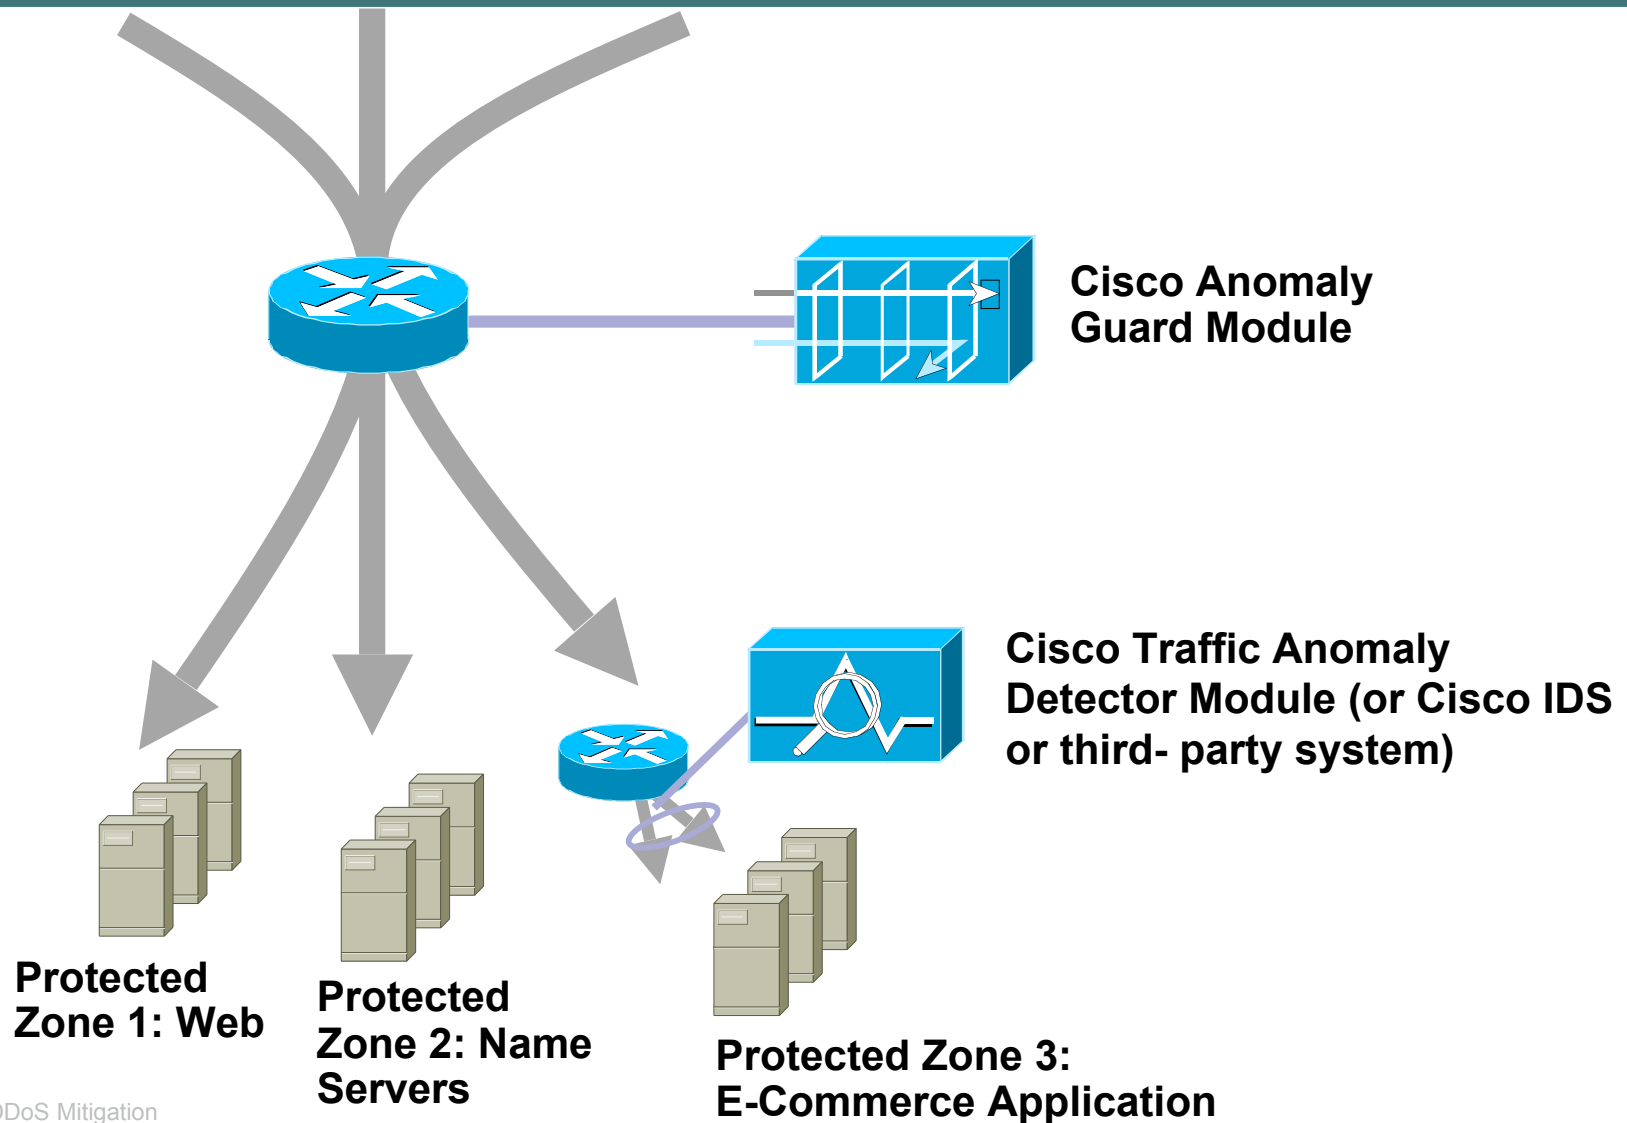 Cisco Anomaly
Guard Module
Cisco Traffic Anomaly
Detector Module (or Cisco IDS
or third- party system)
Protected
Zone 1: Web
Protected
Zone 2: Name
Servers
Protected Zone 3:
E-Commerce Application
DDoS Mitigation